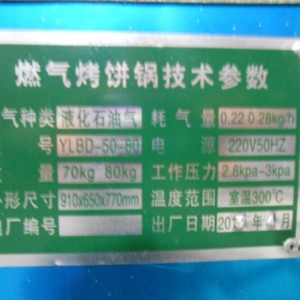 燃气烤饼锅技术参数
气种类 液化石油气 耗气量 0.22 0.28kg/h
号 YLBD-50-80 电源 220V50HZ
量 70kg 80kg 工作压力 2.8kpa-3kpa
外形尺寸 910x650x770mm 温度范围 室温300℃
出厂编号 出厂日期 年 月